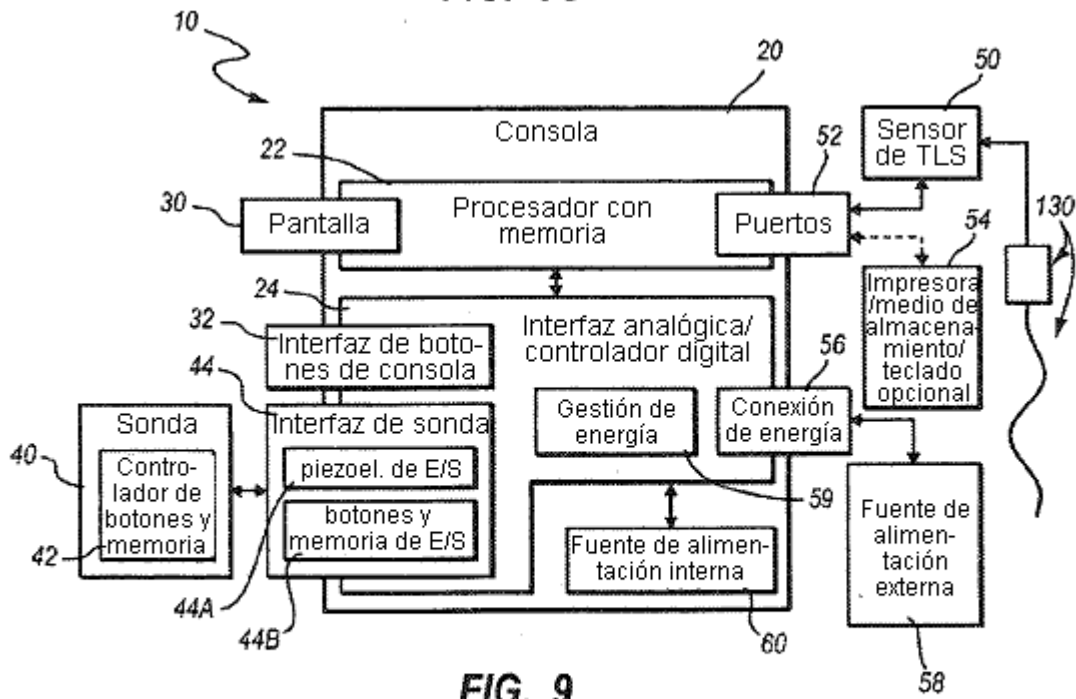 10
20
50
Consola
Sensor
de TLS
22
52
30
Pantalla
Procesador con
memoria
Puertos
130
54
24
Impresora
/medio de
almacena-
miento/
teclado
opcional
32
Interfaz de boto-
nes de consola
Interfaz analógica/
controlador digital
44
56
Sonda
Interfaz de sonda
Gestión de
energía
Conexión
de energía
40
Contro-
lador de
botones y
memoria
piezoel. de E/S
59
42
botones y
memoria de E/S
Fuente de alimen-
tación interna
Fuente de
alimen-
tación
externa
44A
44B
60
58
FIG. 9